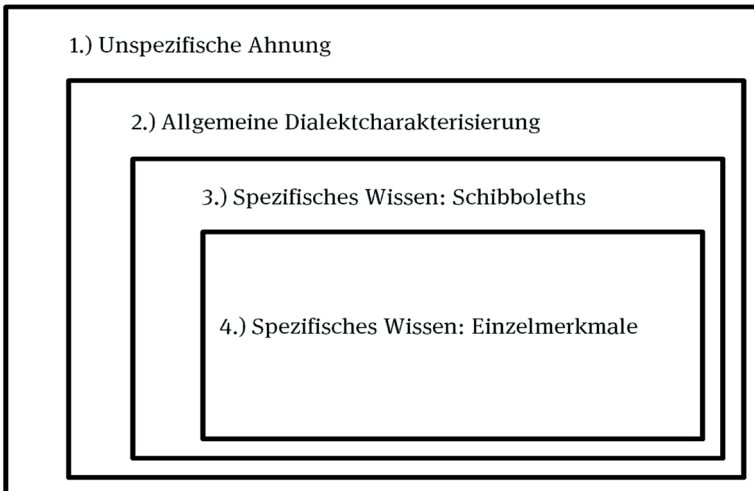 1.) Unspezifische Ahnung
2.) Allgemeine Dialektcharakterisierung
3.) Spezifisches Wissen: Schibboleths
4.) Spezifisches Wissen: Einzelmerkmale